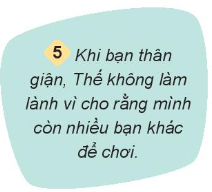 5 Khi bạn thân
giận, Thế không làm
lành vì cho rằng mình
còn nhiều bạn khác
để chơi.